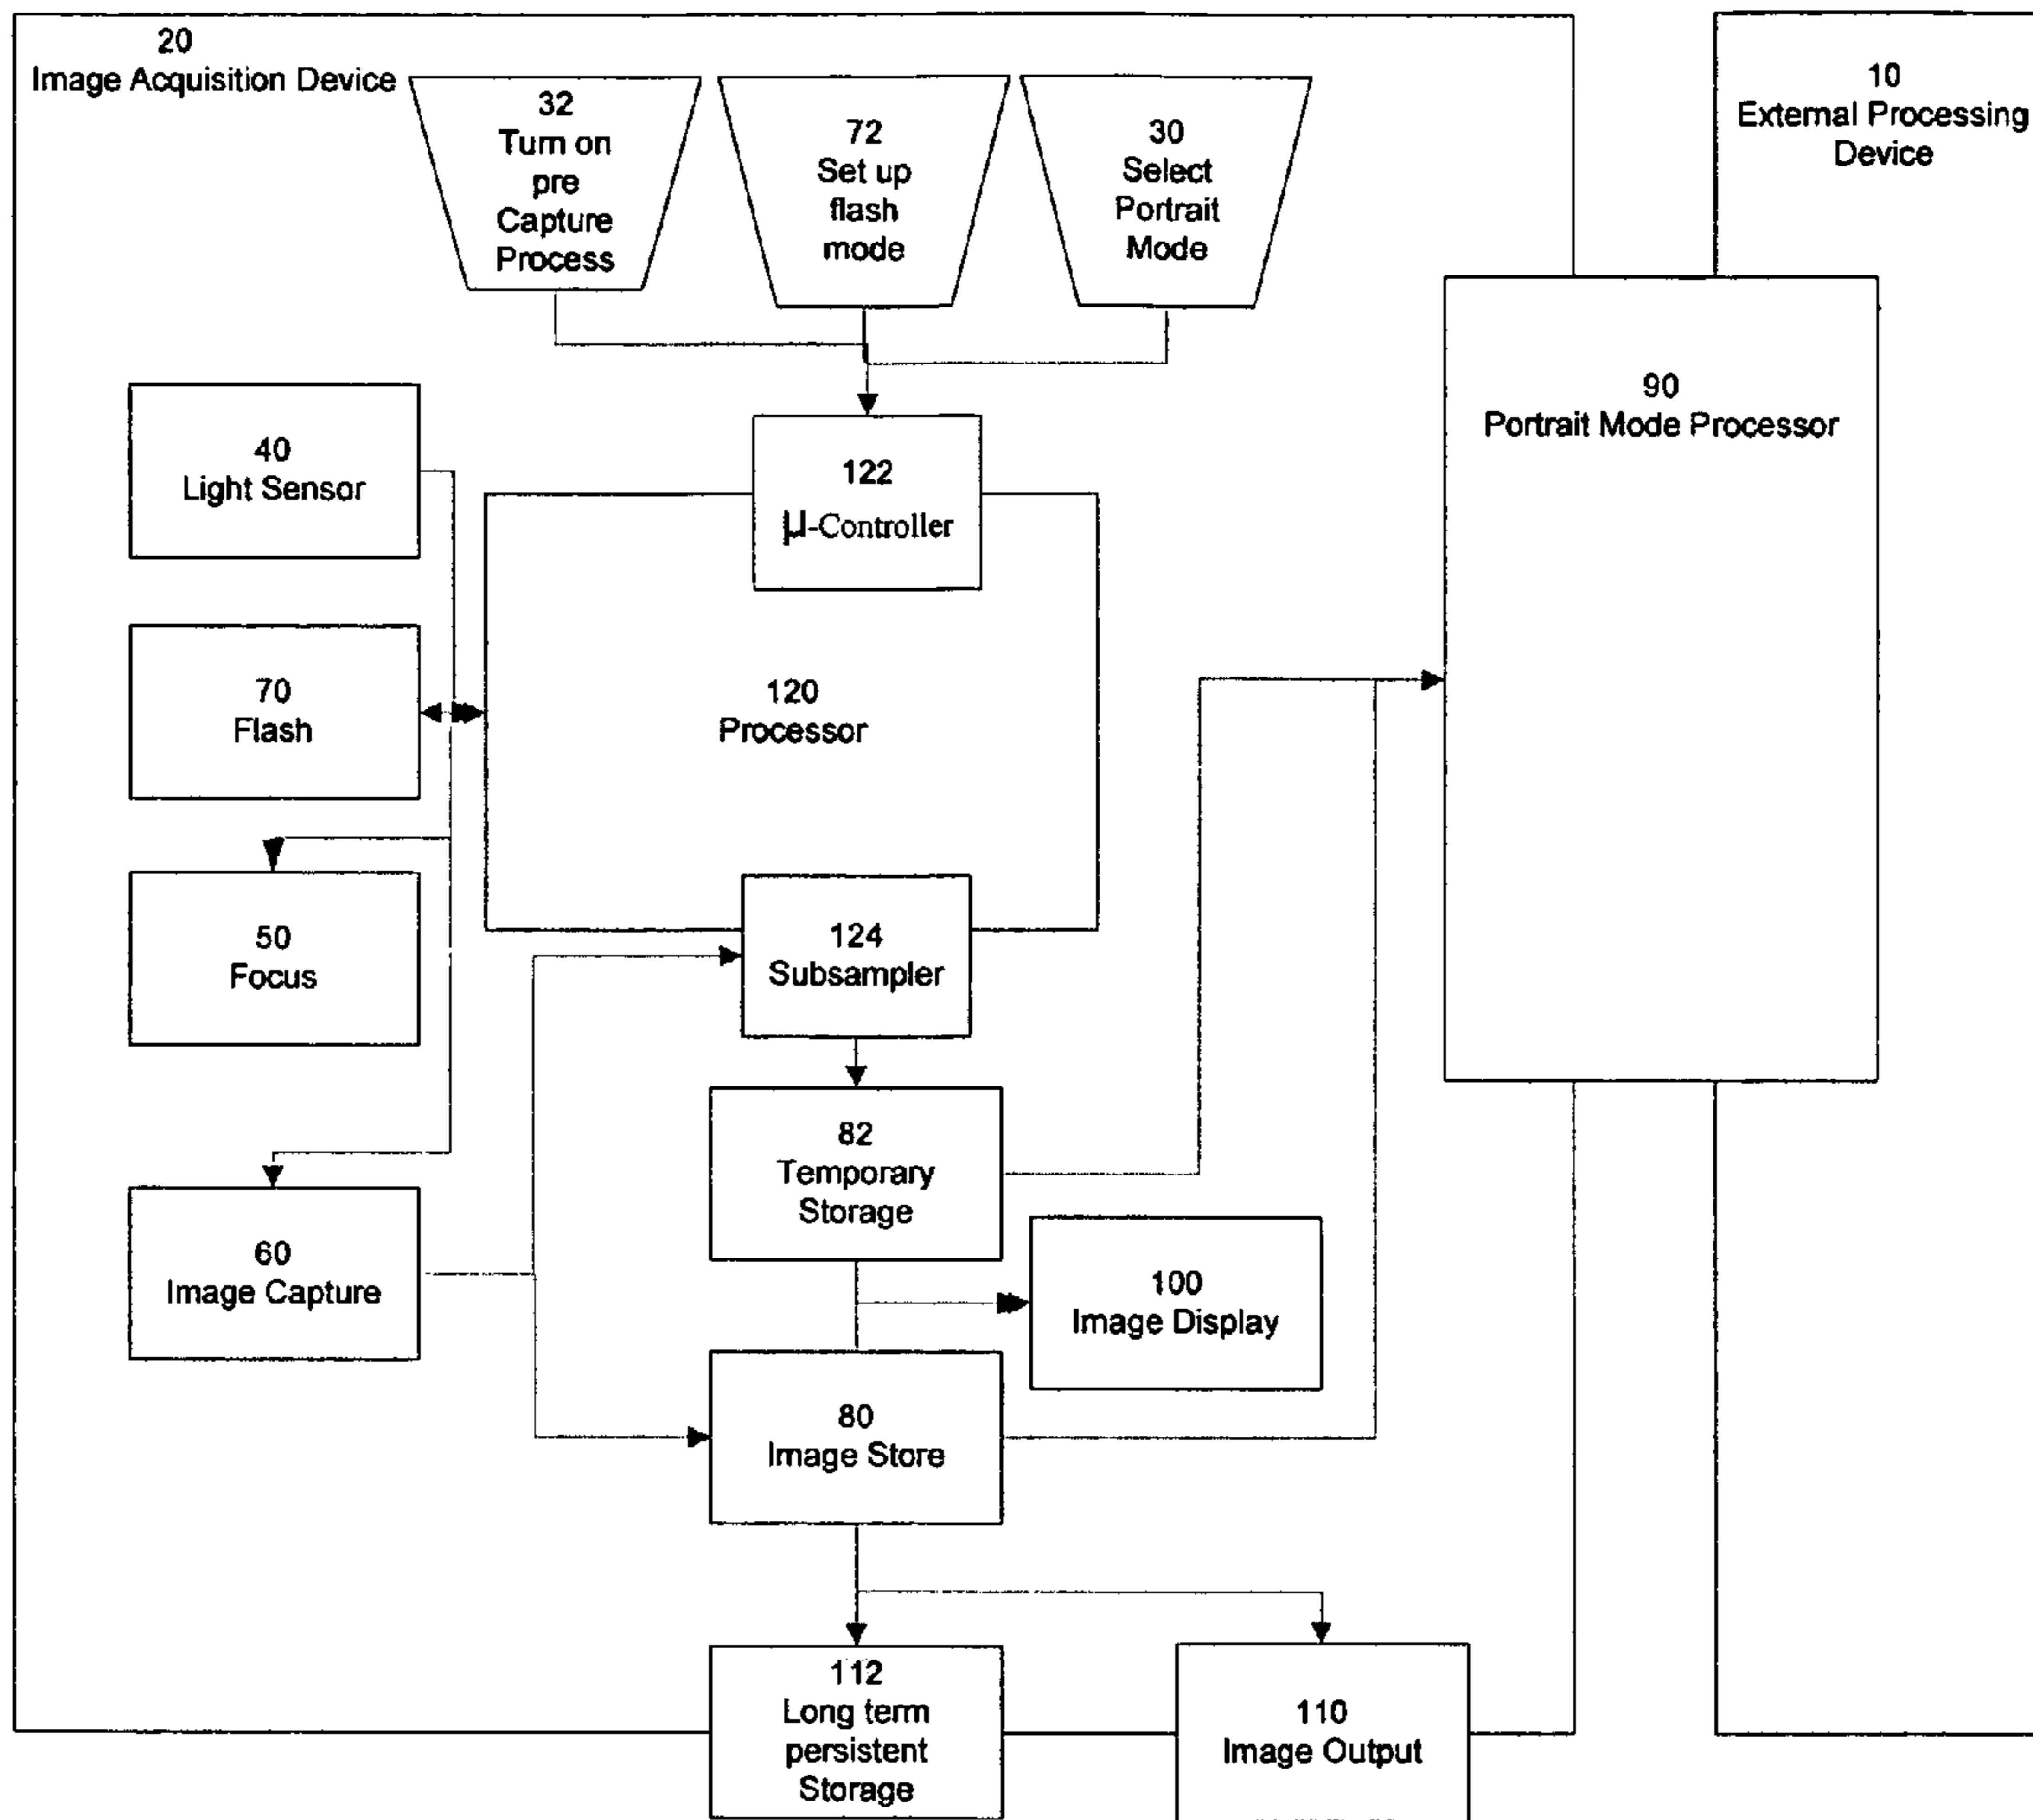 20
Image Acquisition Device
10
External Processing
Device
32
Turn on
pre
Capture
Process
72
Set up
flash
mode
30
Select
Portrait
Mode
90
Portrait Mode Processor
40
Light Sensor
122
μ-Controller
70
Flash
120
Processor
50
Focus
124
Subsampler
82
Temporary
Storage
60
Image Capture
100
Image Display
80
Image Store
112
Long term
persistent
Storage
110
Image Output